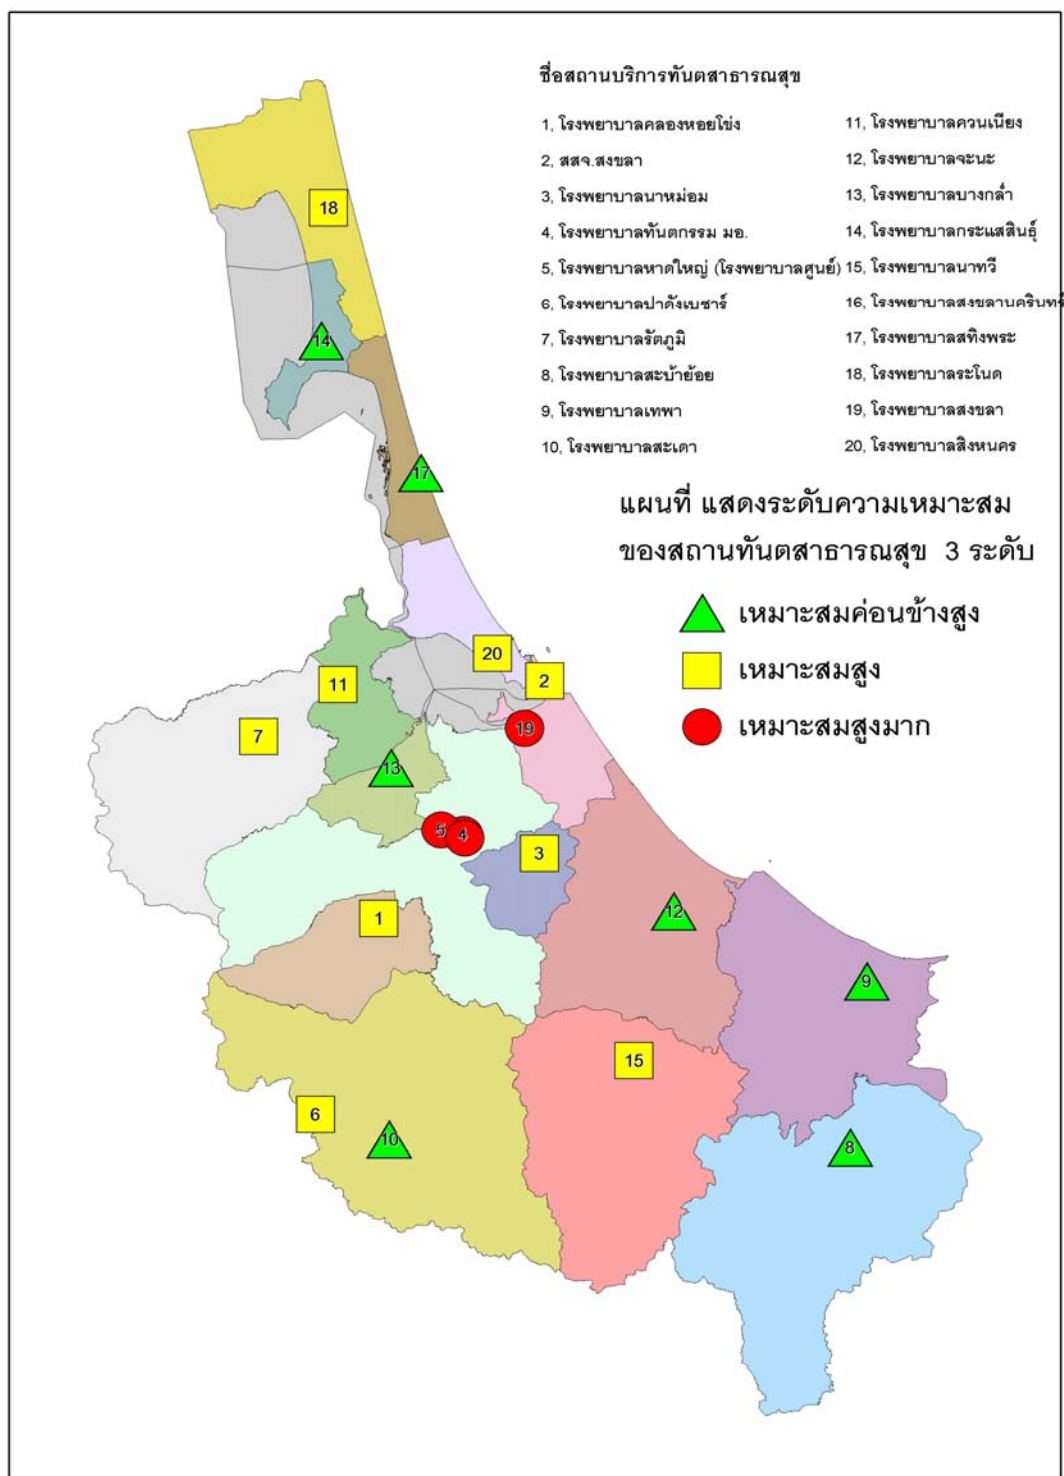 ชื่อสถานบริการทันตสาธารณสุข
1, โรงพยาบาลคลองหอยโข่ง
2, สสจ.สงขลา
3, โรงพยาบาลนาหม่อม
4, โรงพยาบาลทันตกรรม มอ.
5, โรงพยาบาลหาดใหญ่ (โรงพยาบาลศูนย์)
6, โรงพยาบาลปาดังเบซาร์
7, โรงพยาบาลรัตภูมิ
8, โรงพยาบาลสะบ้าย้อย
9, โรงพยาบาลเทพา
10, โรงพยาบาลสะเดา
11, โรงพยาบาลควนเนียง
12, โรงพยาบาลจะนะ
13, โรงพยาบาลบางกล่ำ
14, โรงพยาบาลกระแสสินธุ์
15, โรงพยาบาลนาทวี
16, โรงพยาบาลสงขลานครินทร์
17, โรงพยาบาลสทิงพระ
18, โรงพยาบาลระโนด
19, โรงพยาบาลสงขลา
20, โรงพยาบาลสิงหนคร
แผนที่ แสดงระดับความเหมาะสม
ของสถานทันตสาธารณสุข 3 ระดับ
เหมาะสมค่อนข้างสูง
เหมาะสมสูง
เหมาะสมสูงมาก
18
14
17
20
2
11
19
7
13
5
4
3
1
12
9
15
6
10
8